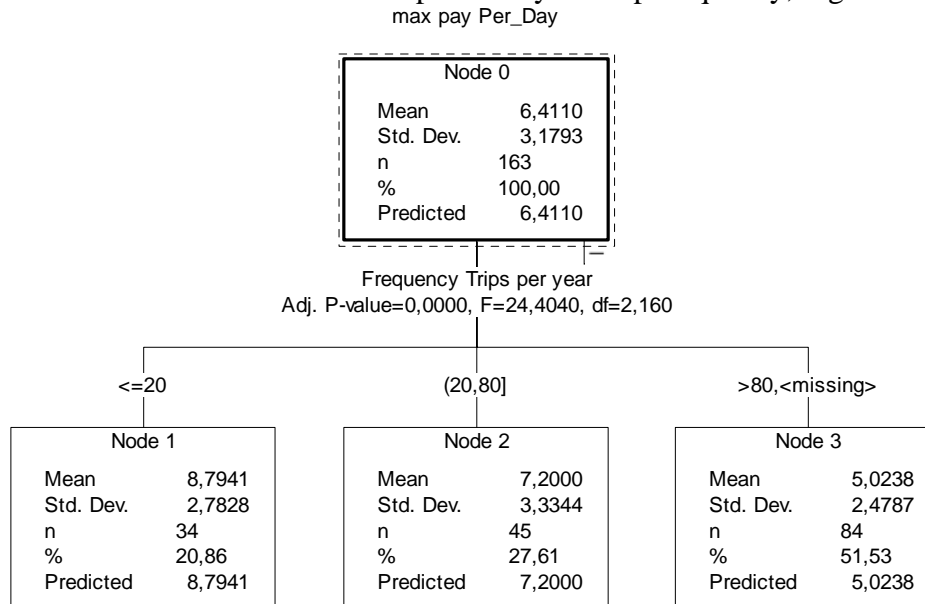 max pay Per_Day
Node 0
Mean 6,4110
Std. Dev. 3,1793
n 163
% 100,00
Predicted 6,4110
Frequency Trips per year
Adj. P-value=0,0000, F=24,4040, df=2,160
<=20 (20,80] >80,<missing>
Node 1 Node 2 Node 3
Mean 8,7941 Mean 7,2000 Mean 5,0238
Std. Dev. 2,7828 Std. Dev. 3,3344 Std. Dev. 2,4787
n 34 n 45 n 84
% 20,86 % 27,61 % 51,53
Predicted 8,7941 Predicted 7,2000 Predicted 5,0238